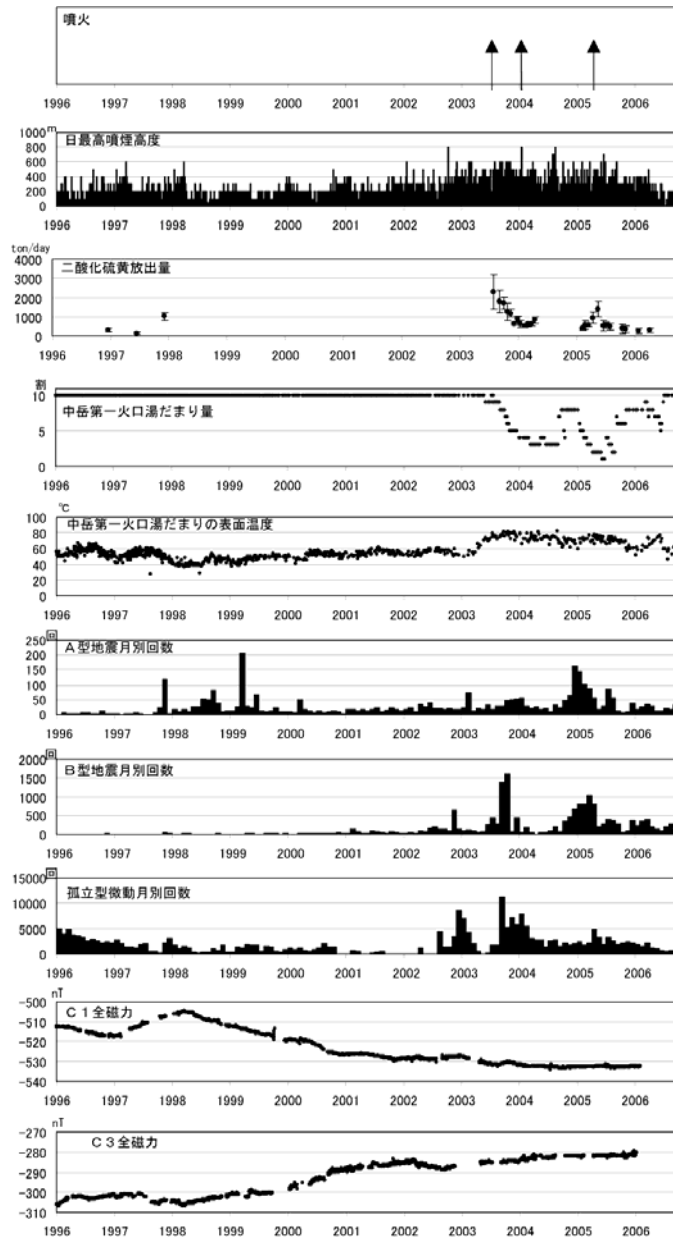 噴火
1996 1997 1998 1999 2000 2001 2002 2003 2004 2005 2006
1000 m
日最高噴煙高度
800
600
400
200
0
1996 1997 1998 1999 2000 2001 2002 2003 2004 2005 2006
ton/day
4000
二酸化硫黄放出量
3000
2000
1000
0
1996 1997 1998 1999 2000 2001 2002 2003 2004 2005 2006
割
10
中岳第一火口湯だまり量
5
0
1996 1997 1998 1999 2000 2001 2002 2003 2004 2005 2006
℃
100
中岳第一火口湯だまりの表面温度
80
60
40
20
0
1996 1997 1998 1999 2000 2001 2002 2003 2004 2005 2006
250 回
A型地震月別回数
200
150
100
50
0
1996 1997 1998 1999 2000 2001 2002 2003 2004 2005 2006
2000 回
B型地震月別回数
1500
1000
500
0
1996 1997 1998 1999 2000 2001 2002 2003 2004 2005 2006
15000 回
孤立型微動月別回数
10000
5000
0
1996 1997 1998 1999 2000 2001 2002 2003 2004 2005 2006
nT
-500
C1全磁力
-510
-520
-530
-540
1996 1997 1998 1999 2000 2001 2002 2003 2004 2005 2006
nT
-270
C3全磁力
-280
-290
-300
-310
1996 1997 1998 1999 2000 2001 2002 2003 2004 2005 2006